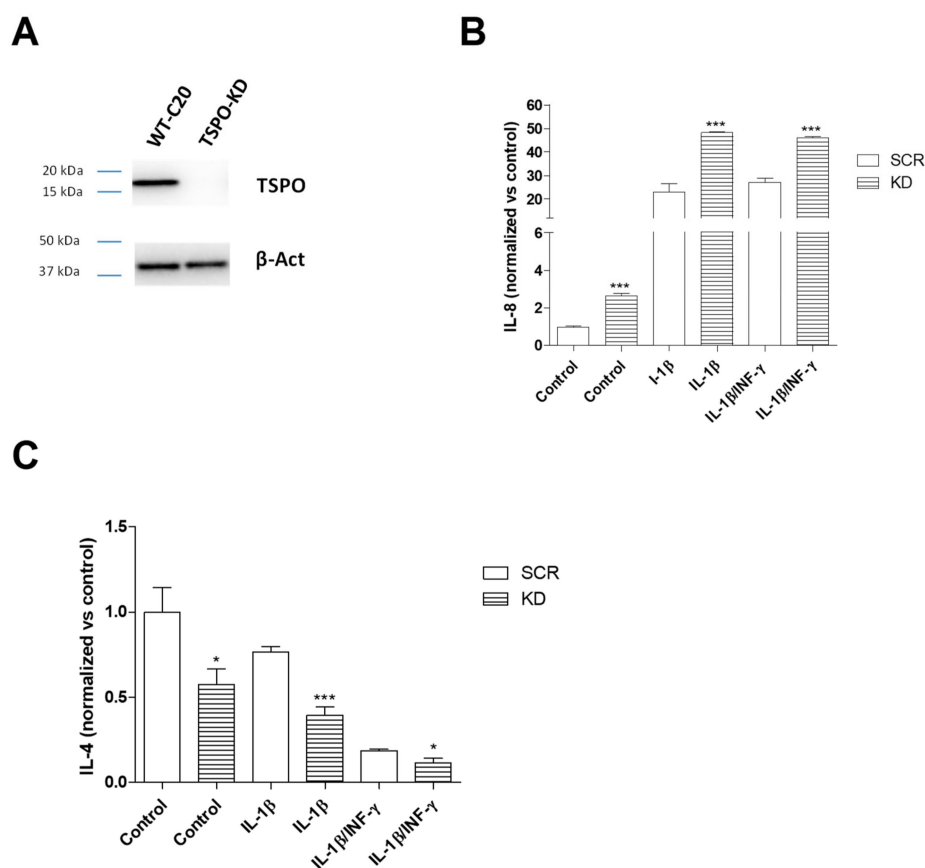 A
WT-C20
TSPO-KD
20 kDa
15 kDa
TSPO
50 kDa
37 kDa
β-Act
B
IL-8 (normalized vs control)
60
50
40
30
20
6
4
2
0
***
***
***
Control
Control
I-1β
IL-1β
IL-1β/INF-γ
IL-1β/INF-γ
SCR
KD
C
IL-4 (normalized vs control)
1.5
1.0
0.5
0.0
*
***
*
Control
Control
IL-1β
IL-1β
IL-1β/INF-γ
IL-1β/INF-γ
SCR
KD